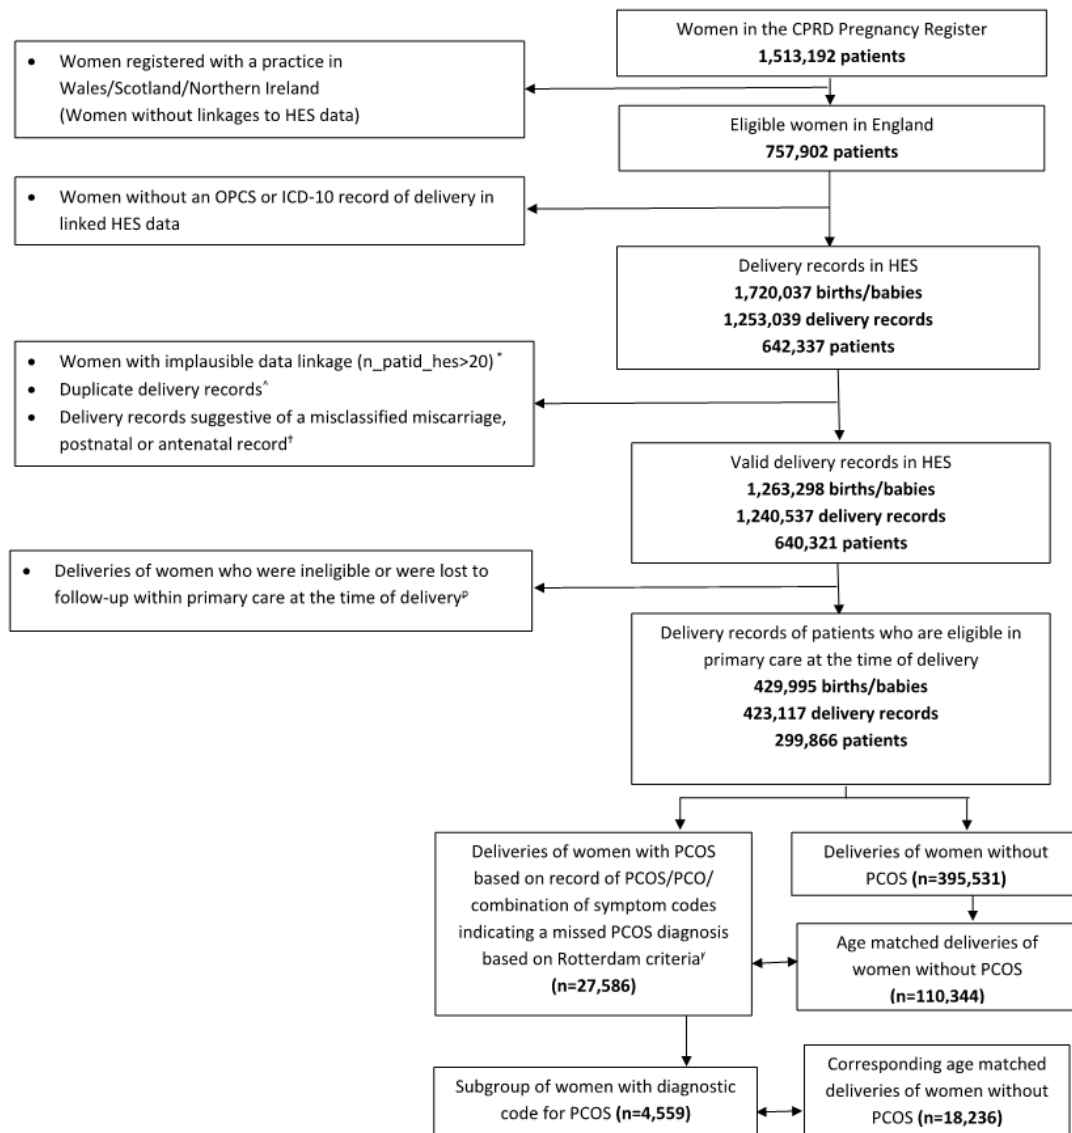 Women in the CPRD Pregnancy Register
1,513,192 patients
• Women registered with a practice in
Wales/Scotland/Northern Ireland
(Women without linkages to HES data)
Eligible women in England
757,902 patients
• Women without an OPCS or ICD-10 record of delivery in
linked HES data
Delivery records in HES
1,720,037 births/babies
1,253,039 delivery records
642,337 patients
• Women with implausible data linkage (n_patid_hes>20) *
• Duplicate delivery records^
• Delivery records suggestive of a misclassified miscarriage,
postnatal or antenatal record†
Valid delivery records in HES
1,263,298 births/babies
1,240,537 delivery records
640,321 patients
• Deliveries of women who were ineligible or were lost to
follow-up within primary care at the time of delivery
Delivery records of patients who are eligible in
primary care at the time of delivery
429,995 births/babies
423,117 delivery records
299,866 patients
Deliveries of women with PCOS
based on record of PCOS/PCO/
combination of symptom codes
indicating a missed PCOS diagnosis
based on Rotterdam criteria
(n=27,586)
Deliveries of women without
PCOS (n=395,531)
Age matched deliveries of
women without PCOS
(n=110,344)
Subgroup of women with diagnostic
code for PCOS (n=4,559)
Corresponding age matched
deliveries of women without
PCOS (n=18,236)